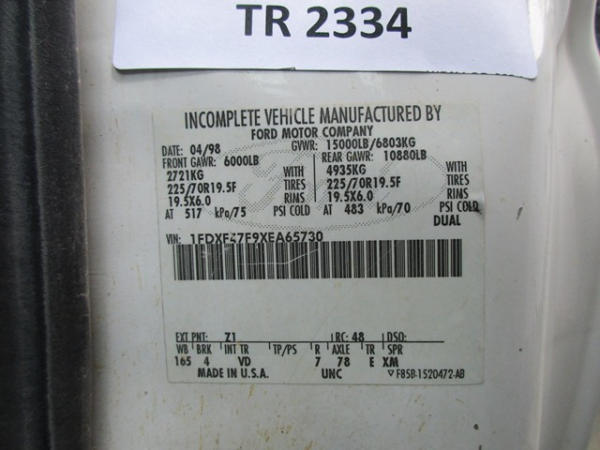 TR 2334
INCOMPLETE VEHICLE MANUFACTURED BY
FORD MOTOR COMPANY
DATE: 04/98 GVWR: 15000LB/6803KG
FRONT GAWR: 6000LB REAR GAWR: 10880LB
2721KG WITH 4935KG WITH
225/70R19.5F TIRES 225/70R19.5F TIRES
19.5X6.0 RIMS 19.5X6.0 RIMS
AT 517 kPa/75 PSI COLD AT 483 kPa/70 PSI COLD
DUAL
VIN: 1FDXF47F9XEA65730
EXT PNT: Z1 RC: 48 DSO:
WB BRK INT TR TP/PS R AXLE TR SPR
165 4 VD 7 78 E XM
MADE IN U.S.A. UNC F85B-1520472-AB